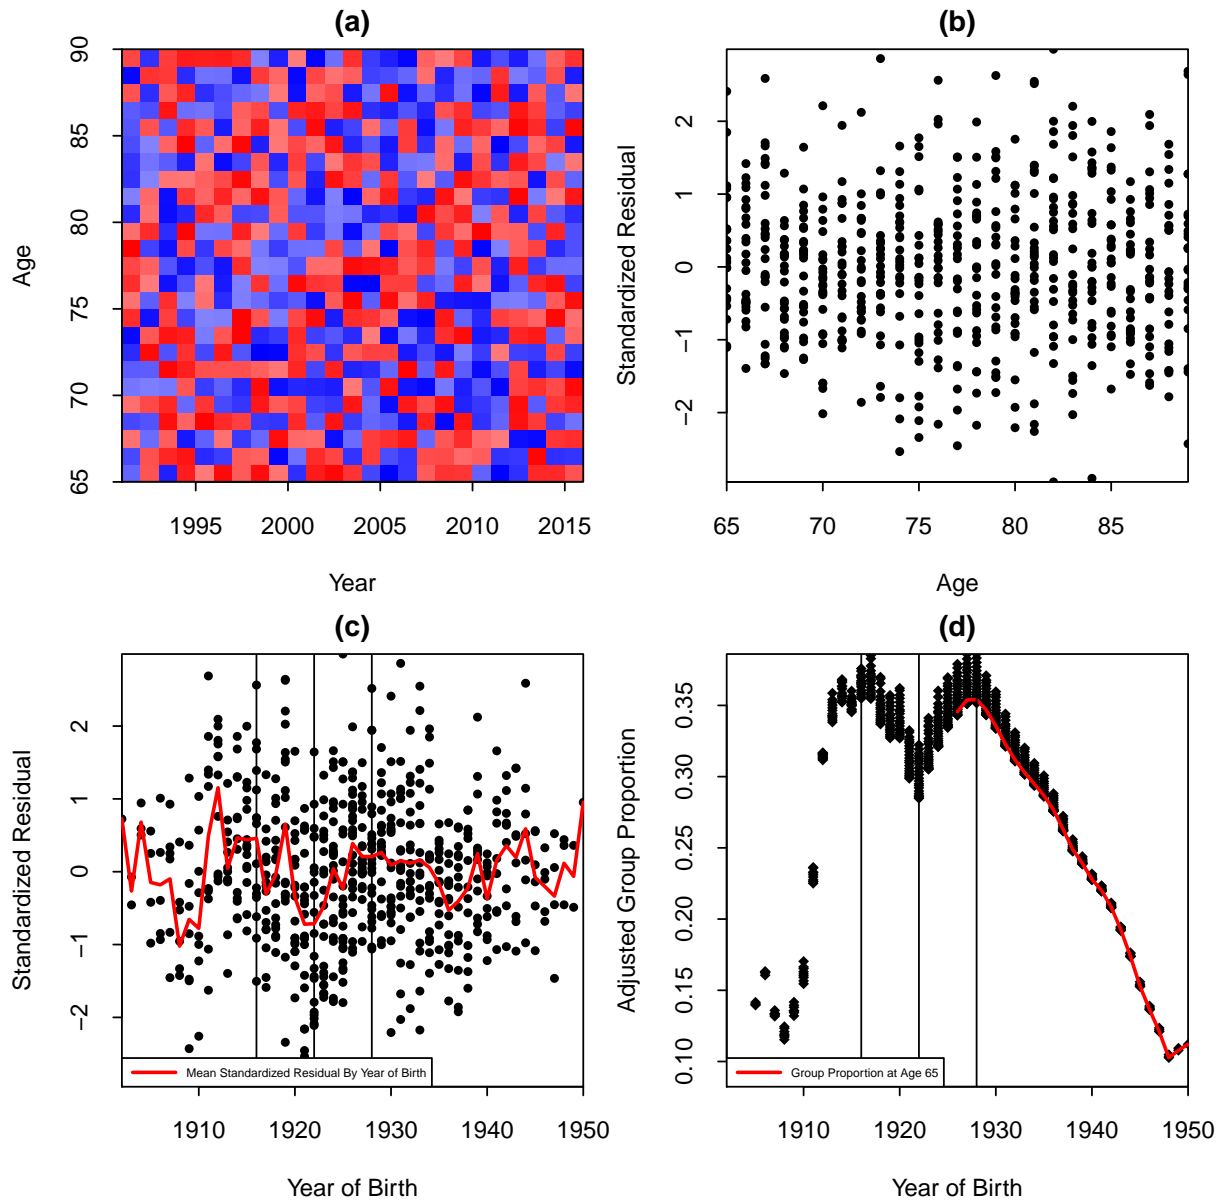 (a)
90
85
80
75
70
65
Age
1995 2000 2005 2010 2015
Year
(b)
2
1
0
−1
−2
Standardized Residual
65 70 75 80 85
Age
(c)
2
1
0
−1
−2
Standardized Residual
Mean Standardized Residual By Year of Birth
1910 1920 1930 1940 1950
Year of Birth
(d)
0.35
0.30
0.25
0.20
0.15
0.10
Adjusted Group Proportion
Group Proportion at Age 65
1910 1920 1930 1940 1950
Year of Birth